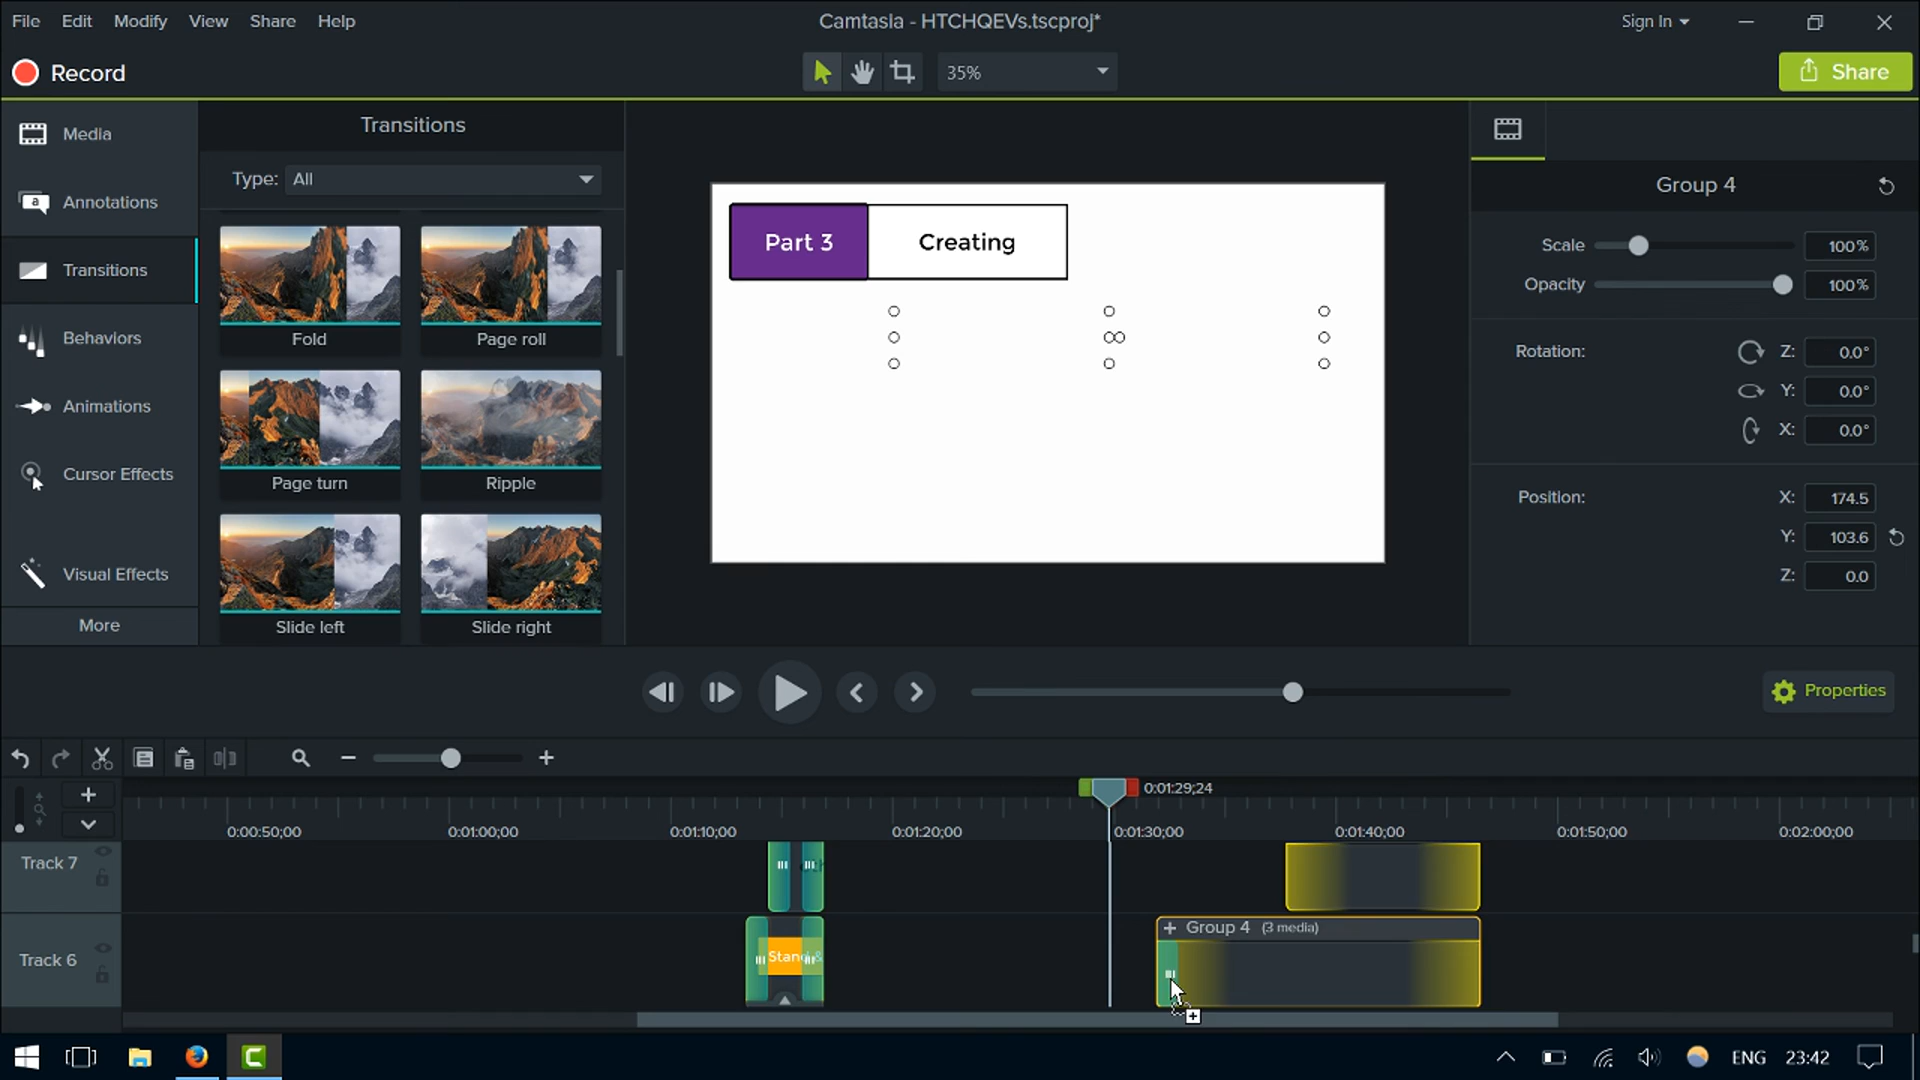 File Edit Modify View Share Help
Camtasia - HTCHQEVs.tscproj*
Sign In
Record
35%
Share
Media
Annotations
Transitions
Behaviors
Animations
Cursor Effects
Visual Effects
More
Transitions
Type: All
Fold Page roll
Page turn Ripple
Slide left Slide right
Part 3 Creating
Group 4
Scale 100%
Opacity 100%
Rotation: Z: 0.0°
Y: 0.0°
X: 0.0°
Position: X: 174.5
Y: 103.6
Z: 0.0
Properties
0:01:29;24
0:00:50;00 0:01:00;00 0:01:10;00 0:01:20;00 0:01:30;00 0:01:40;00 0:01:50;00 0:02:00;00
Track 7
Track 6
Group 4 (3 media)
ENG 23:42